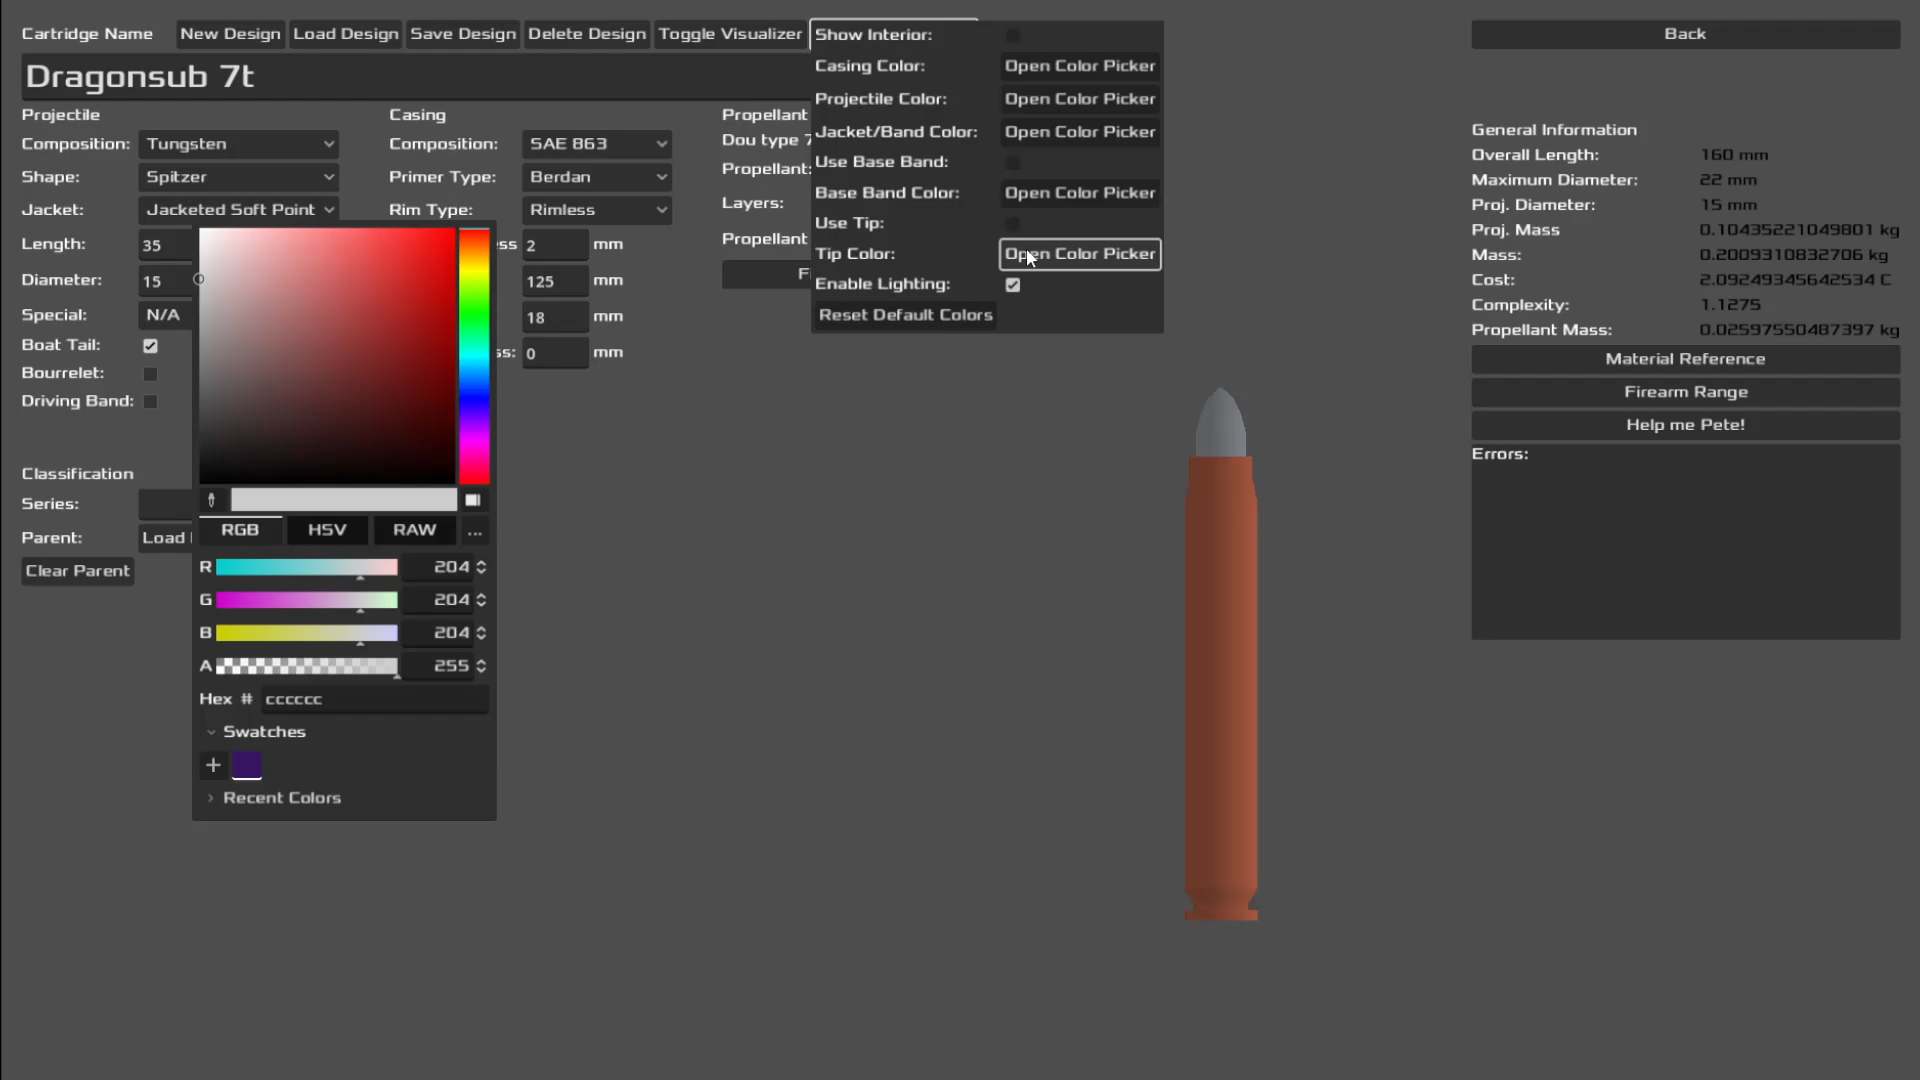 Cartridge Name
New Design
Load Design
Save Design
Delete Design
Toggle Visualizer
Back
Dragonsub 7t
Projectile
Composition: Tungsten
Shape: Spitzer
Jacket: Jacketed Soft Point
Length: 35
Diameter: 15
Special: N/A
Boat Tail:
Bourrelet:
Driving Band:
Classification
Series:
Parent: Load
Clear Parent
RGB
HSV
RAW
...
R 204
G 204
B 204
A 255
Hex # cccccc
Swatches
+
Recent Colors
Casing
Composition: SAE 863
Primer Type: Berdan
Rim Type: Rimless
ss 2 mm
125 mm
18 mm
ss: 0 mm
Propellant
Dou type 7
Propellant:
Layers:
Propellant
F
Show Interior:
Casing Color: Open Color Picker
Projectile Color: Open Color Picker
Jacket/Band Color: Open Color Picker
Use Base Band:
Base Band Color: Open Color Picker
Use Tip:
Tip Color: Open Color Picker
Enable Lighting:
Reset Default Colors
General Information
Overall Length: 160 mm
Maximum Diameter: 22 mm
Proj. Diameter: 15 mm
Proj. Mass 0.10435221049801 kg
Mass: 0.2009310832706 kg
Cost: 2.09249345642534 C
Complexity: 1.1275
Propellant Mass: 0.02597550487397 kg
Material Reference
Firearm Range
Help me Pete!
Errors: